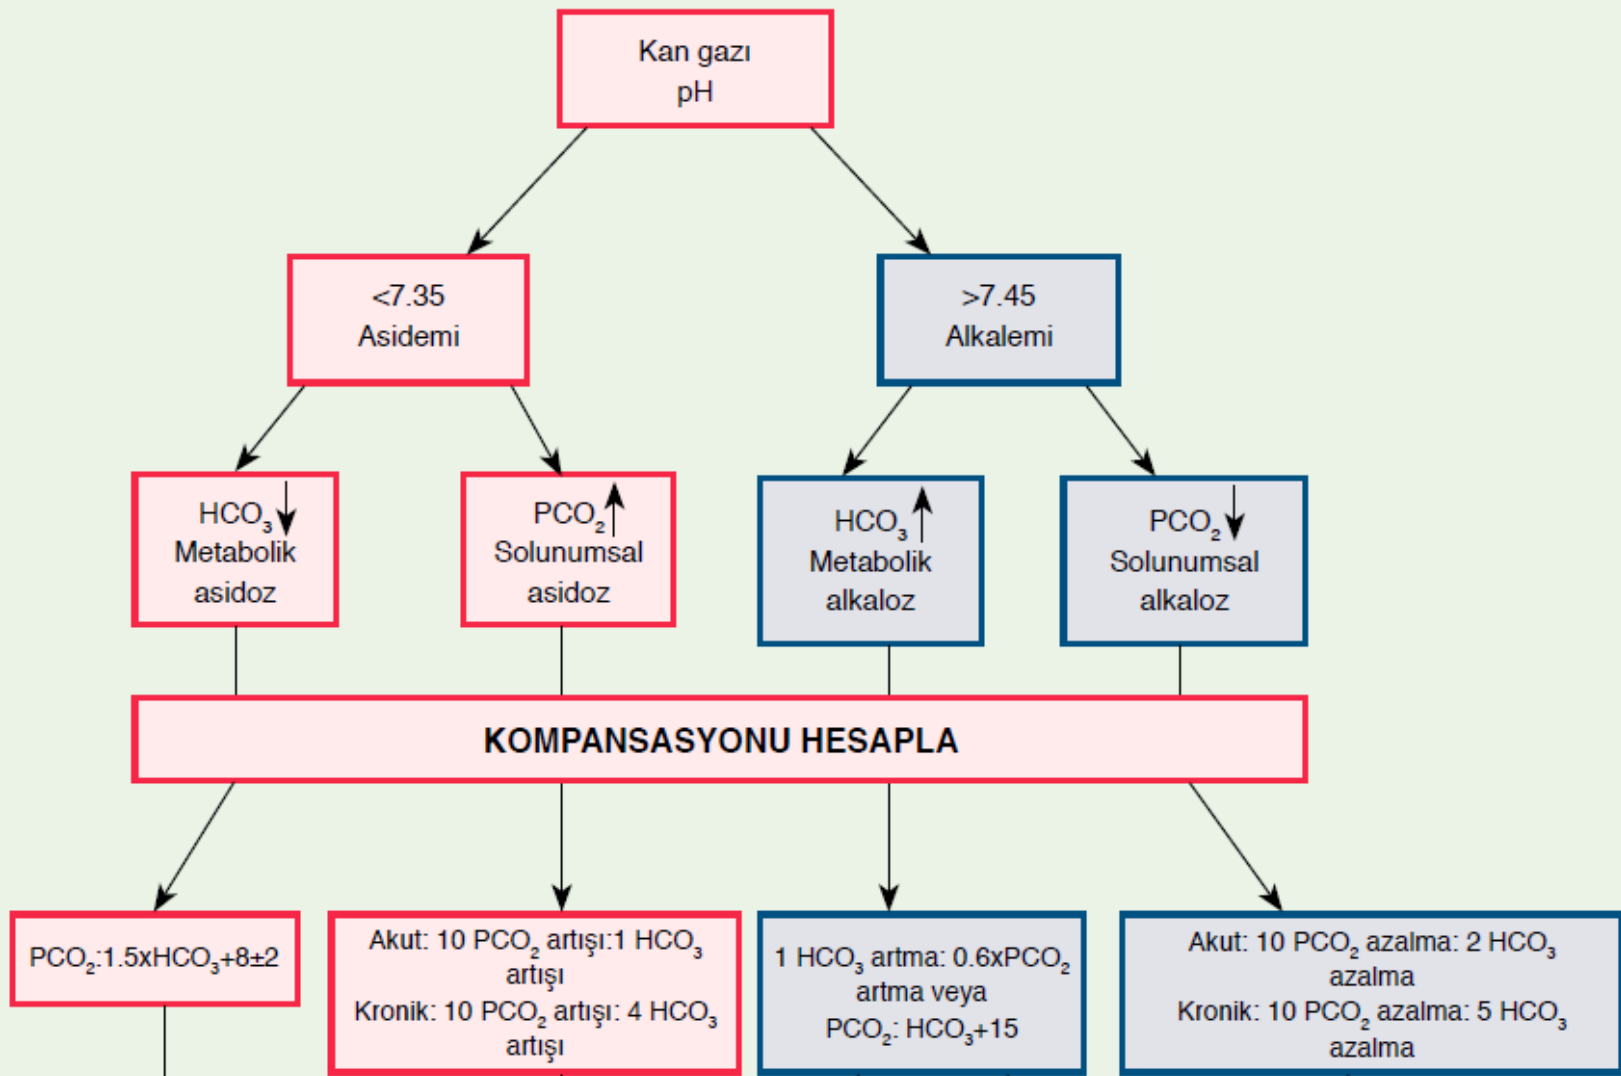 Kan gazı
pH
<7.35
Asidemi
>7.45
Alkalemi
HCO₃↓
Metabolik
asidoz
PCO₂↑
Solunumsal
asidoz
HCO₃↑
Metabolik
alkaloz
PCO₂↓
Solunumsal
alkaloz
KOMPANSASYONU HESAPLA
PCO₂:1.5xHCO₃+8±2
Akut: 10 PCO₂ artışı:1 HCO₃
artışı
Kronik: 10 PCO₂ artışı: 4 HCO₃
artışı
1 HCO₃ artma: 0.6xPCO₂
artma veya
PCO₂: HCO₃+15
Akut: 10 PCO₂ azalma: 2 HCO₃
azalma
Kronik: 10 PCO₂ azalma: 5 HCO₃
azalma